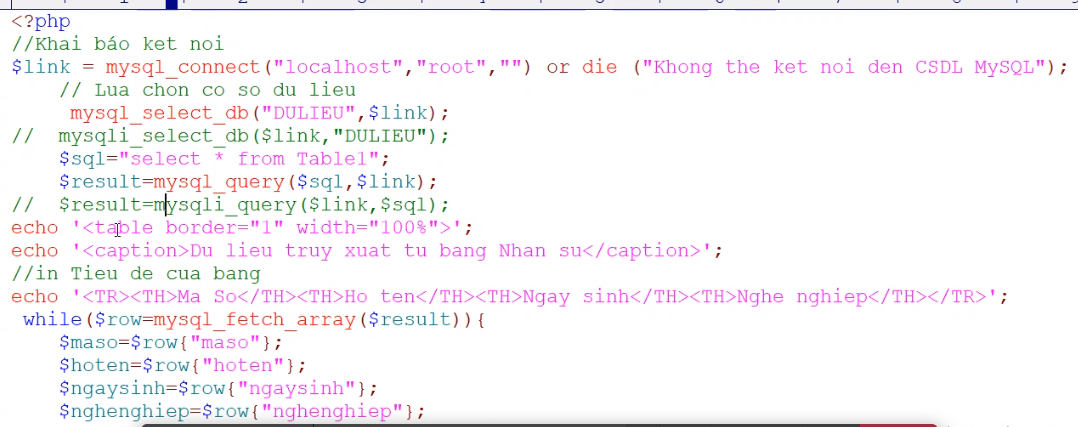 <?php
//Khai báo ket noi
$link = mysql_connect("localhost","root","") or die ("Khong the ket noi den CSDL MySQL");
// Lua chon co so du lieu
mysql_select_db("DULIEU",$link);
// mysqli_select_db($link,"DULIEU");
$sql="select * from Table1";
$result=mysql_query($sql,$link);
// $result=mysqli_query($link,$sql);
echo '<table border="1" width="100%">';
echo '<caption>Du lieu truy xuat tu bang Nhan su</caption>';
//in Tieu de cua bang
echo '<TR><TH>Ma So</TH><TH>Ho ten</TH><TH>Ngay sinh</TH><TH>Nghe nghiep</TH></TR>';
while($row=mysql_fetch_array($result)){
$maso=$row{"maso"};
$hoten=$row{"hoten"};
$ngaysinh=$row{"ngaysinh"};
$nghenghiep=$row{"nghenghiep"};